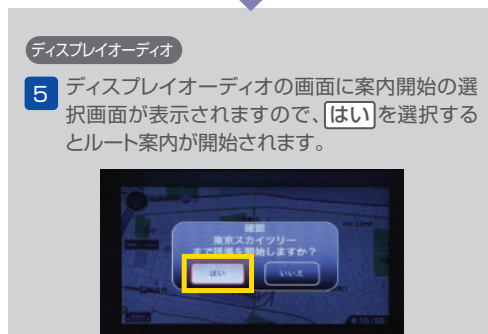 ディスプレイオーディオ
5 ディスプレイオーディオの画面に案内開始の選
択画面が表示されますので、はいを選択する
とルート案内が開始されます。
確認
東京スカイツリー
まで誘導を開始しますか？
はい いいえ
16:55